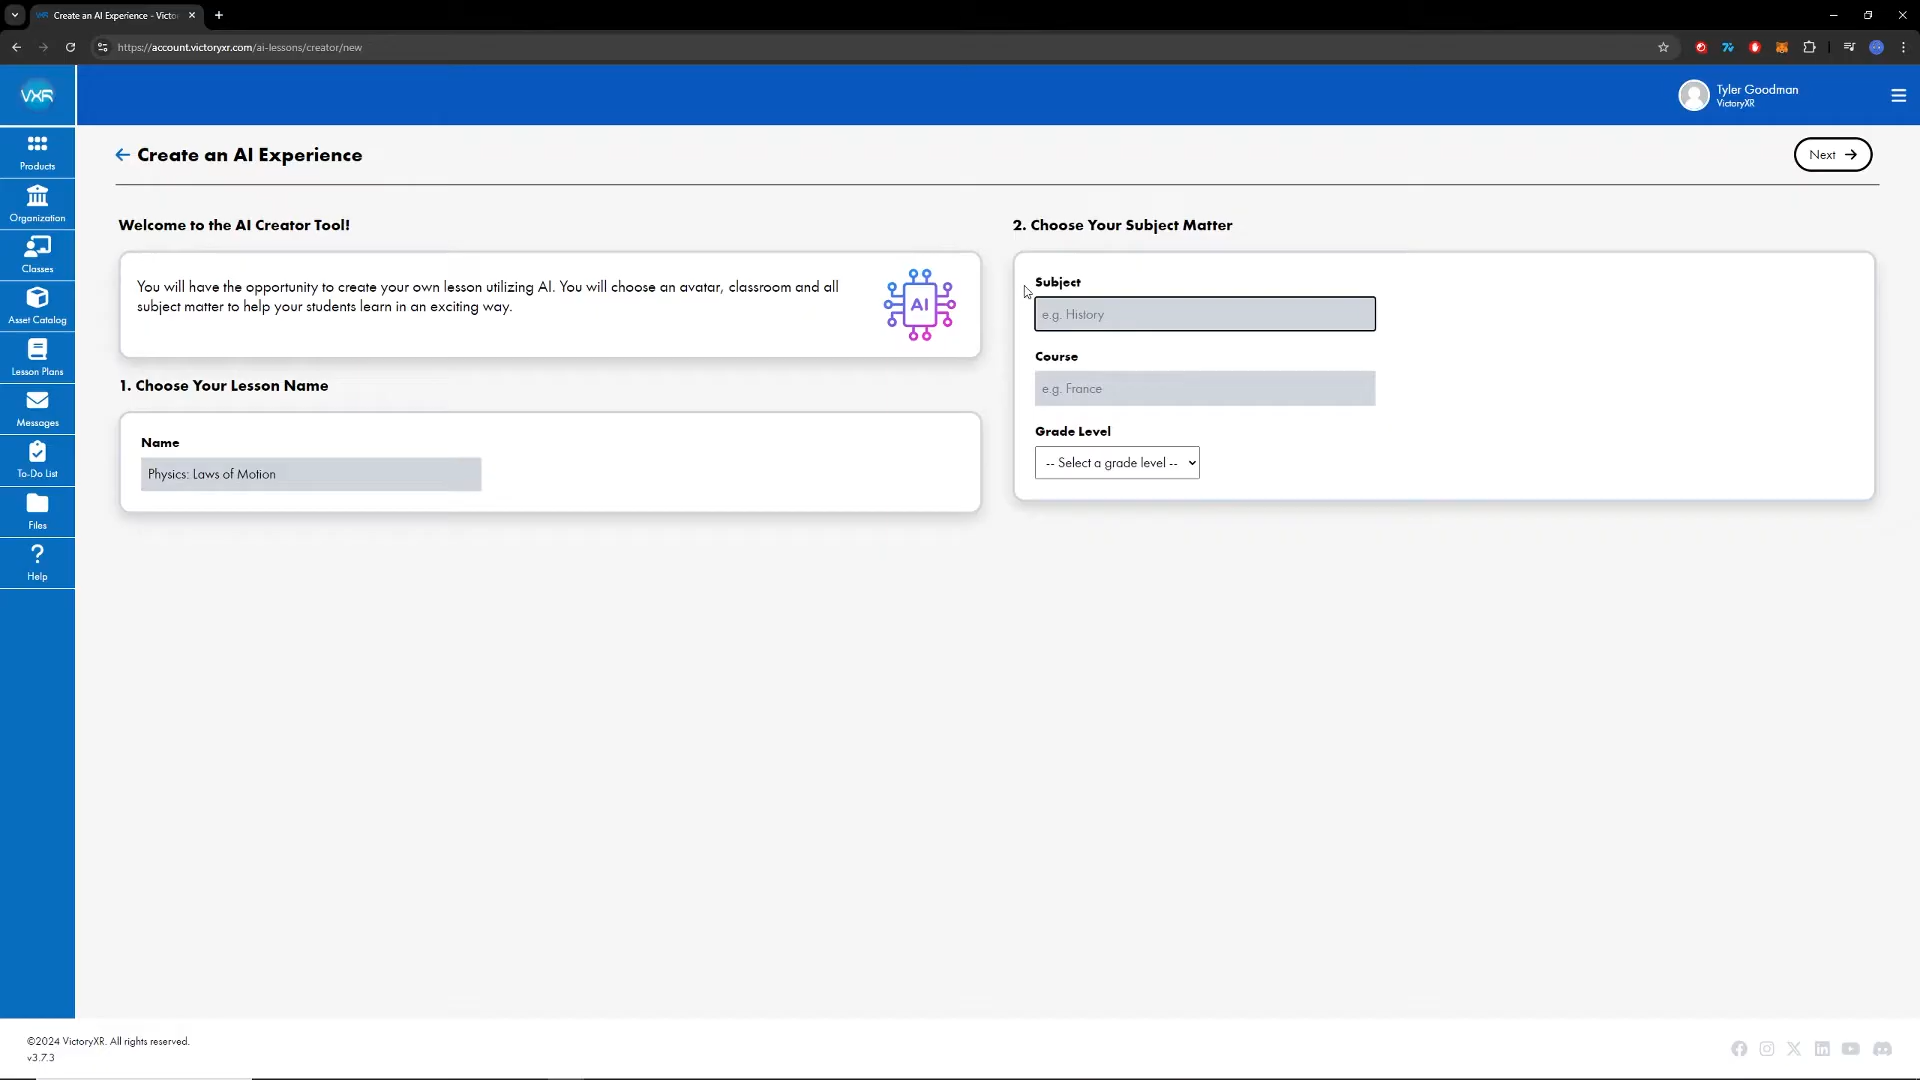 Create an AI Experience - Victor
https://account.victoryxr.com/ai-lessons/creator/new
VXR
Tyler Goodman
VictoryXR
Products
Organization
Classes
Asset Catalog
Lesson Plans
Messages
To-Do List
Files
Help
Create an AI Experience
Next
Welcome to the AI Creator Tool!
You will have the opportunity to create your own lesson utilizing AI. You will choose an avatar, classroom and all
subject matter to help your students learn in an exciting way.
AI
1. Choose Your Lesson Name
Name
Physics: Laws of Motion
2. Choose Your Subject Matter
Subject
e.g. History
Course
e.g. France
Grade Level
-- Select a grade level --
©2024 VictoryXR. All rights reserved.
v3.7.3